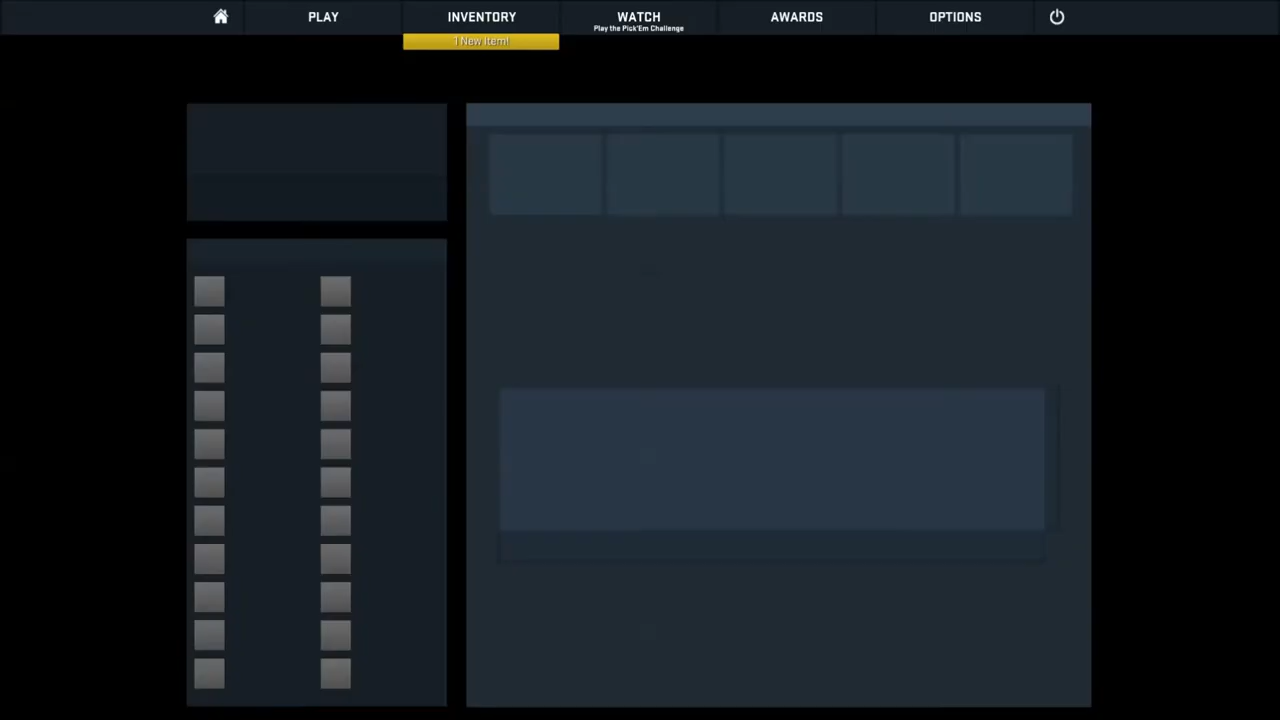 PLAY
INVENTORY
WATCH
AWARDS
OPTIONS
Play the Pick'Em Challenge
1 New Item!